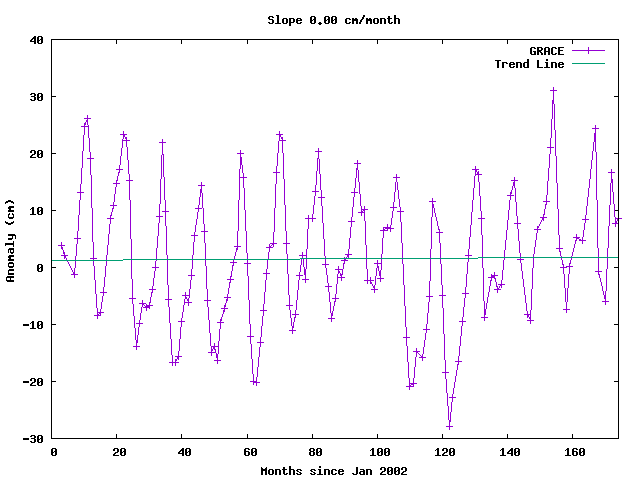 Slope 0.00 cm/month
GRACE
Trend Line
Anomaly (cm)
40
30
20
10
0
-10
-20
-30
0 20 40 60 80 100 120 140 160
Months since Jan 2002